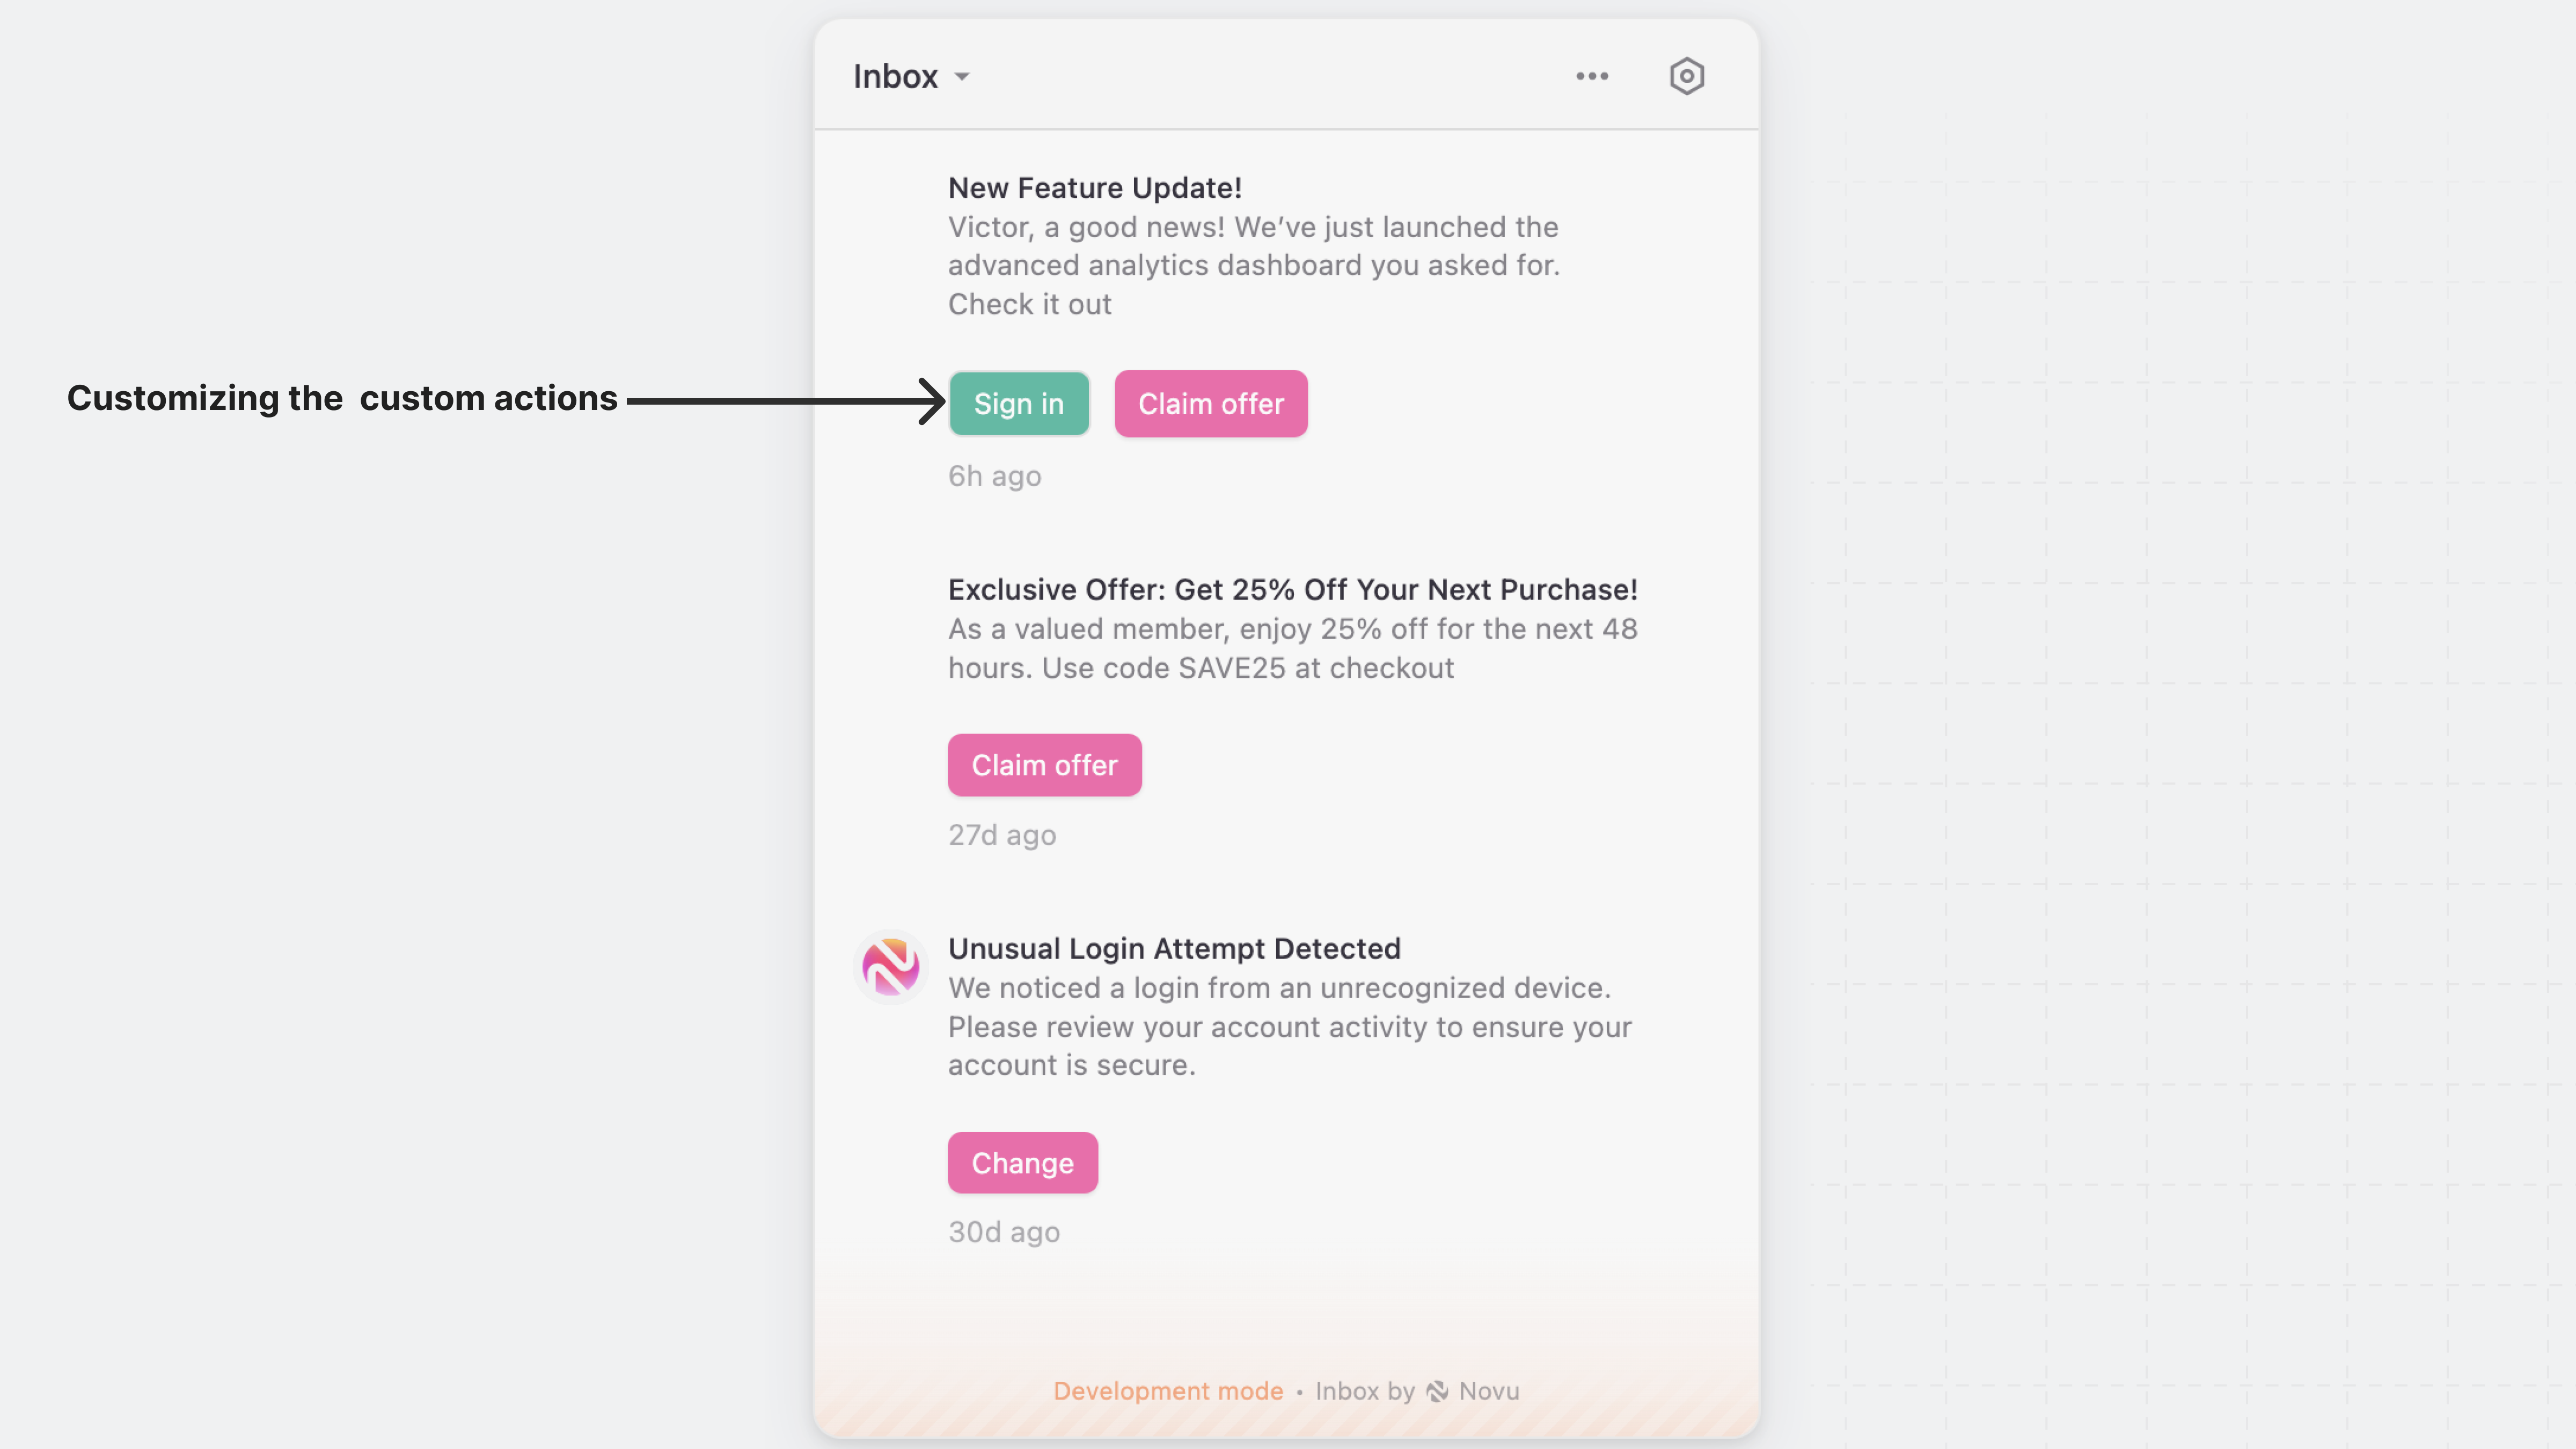 Inbox
New Feature Update!
Victor, a good news! We’ve just launched the
advanced analytics dashboard you asked for.
Check it out
Customizing the  custom actions
Sign in
Claim offer
6h ago
Exclusive Offer: Get 25% Off Your Next Purchase!
As a valued member, enjoy 25% off for the next 48
hours. Use code SAVE25 at checkout
Claim offer
27d ago
Unusual Login Attempt Detected
We noticed a login from an unrecognized device.
Please review your account activity to ensure your
account is secure.
Change
30d ago
Development mode • Inbox by Novu